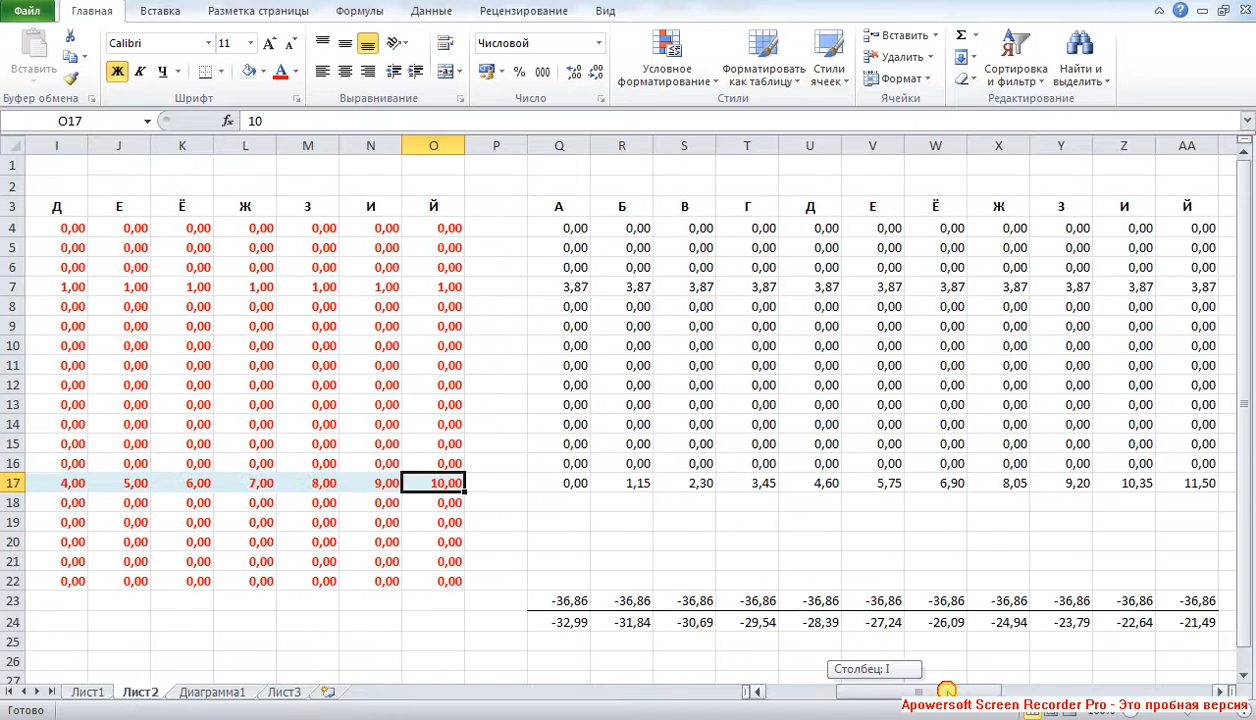 Файл Главная Вставка Разметка страницы Формулы Данные Рецензирование Вид
Вставить Calibri 11 Числовой Условное форматирование Форматировать как таблицу Стили ячеек Вставить Удалить Формат Сортировка и фильтр Найти и выделить
Ж К Ч А % 000 Σ
Буфер обмена Шрифт Выравнивание Число Стили Ячейки Редактирование
O17 fx 10
I J K L M N O P Q R S T U V W X Y Z AA
1
2
3 Д Е Ё Ж З И Й А Б В Г Д Е Ё Ж З И Й
4 0,00 0,00 0,00 0,00 0,00 0,00 0,00 0,00 0,00 0,00 0,00 0,00 0,00 0,00 0,00 0,00 0,00 0,00
5 0,00 0,00 0,00 0,00 0,00 0,00 0,00 0,00 0,00 0,00 0,00 0,00 0,00 0,00 0,00 0,00 0,00 0,00
6 0,00 0,00 0,00 0,00 0,00 0,00 0,00 0,00 0,00 0,00 0,00 0,00 0,00 0,00 0,00 0,00 0,00 0,00
7 1,00 1,00 1,00 1,00 1,00 1,00 1,00 3,87 3,87 3,87 3,87 3,87 3,87 3,87 3,87 3,87 3,87 3,87
8 0,00 0,00 0,00 0,00 0,00 0,00 0,00 0,00 0,00 0,00 0,00 0,00 0,00 0,00 0,00 0,00 0,00 0,00
9 0,00 0,00 0,00 0,00 0,00 0,00 0,00 0,00 0,00 0,00 0,00 0,00 0,00 0,00 0,00 0,00 0,00 0,00
10 0,00 0,00 0,00 0,00 0,00 0,00 0,00 0,00 0,00 0,00 0,00 0,00 0,00 0,00 0,00 0,00 0,00 0,00
11 0,00 0,00 0,00 0,00 0,00 0,00 0,00 0,00 0,00 0,00 0,00 0,00 0,00 0,00 0,00 0,00 0,00 0,00
12 0,00 0,00 0,00 0,00 0,00 0,00 0,00 0,00 0,00 0,00 0,00 0,00 0,00 0,00 0,00 0,00 0,00 0,00
13 0,00 0,00 0,00 0,00 0,00 0,00 0,00 0,00 0,00 0,00 0,00 0,00 0,00 0,00 0,00 0,00 0,00 0,00
14 0,00 0,00 0,00 0,00 0,00 0,00 0,00 0,00 0,00 0,00 0,00 0,00 0,00 0,00 0,00 0,00 0,00 0,00
15 0,00 0,00 0,00 0,00 0,00 0,00 0,00 0,00 0,00 0,00 0,00 0,00 0,00 0,00 0,00 0,00 0,00 0,00
16 0,00 0,00 0,00 0,00 0,00 0,00 0,00 0,00 0,00 0,00 0,00 0,00 0,00 0,00 0,00 0,00 0,00 0,00
17 4,00 5,00 6,00 7,00 8,00 9,00 10,00 0,00 1,15 2,30 3,45 4,60 5,75 6,90 8,05 9,20 10,35 11,50
18 0,00 0,00 0,00 0,00 0,00 0,00 0,00
19 0,00 0,00 0,00 0,00 0,00 0,00 0,00
20 0,00 0,00 0,00 0,00 0,00 0,00 0,00
21 0,00 0,00 0,00 0,00 0,00 0,00 0,00
22 0,00 0,00 0,00 0,00 0,00 0,00 0,00
23 -36,86 -36,86 -36,86 -36,86 -36,86 -36,86 -36,86 -36,86 -36,86 -36,86 -36,86
24 -32,99 -31,84 -30,69 -29,54 -28,39 -27,24 -26,09 -24,94 -23,79 -22,64 -21,49
25
26
27
Столбец: I
Лист1 Лист2 Диаграмма1 Лист3
Готово
Apowersoft Screen Recorder Pro - Это пробная версия